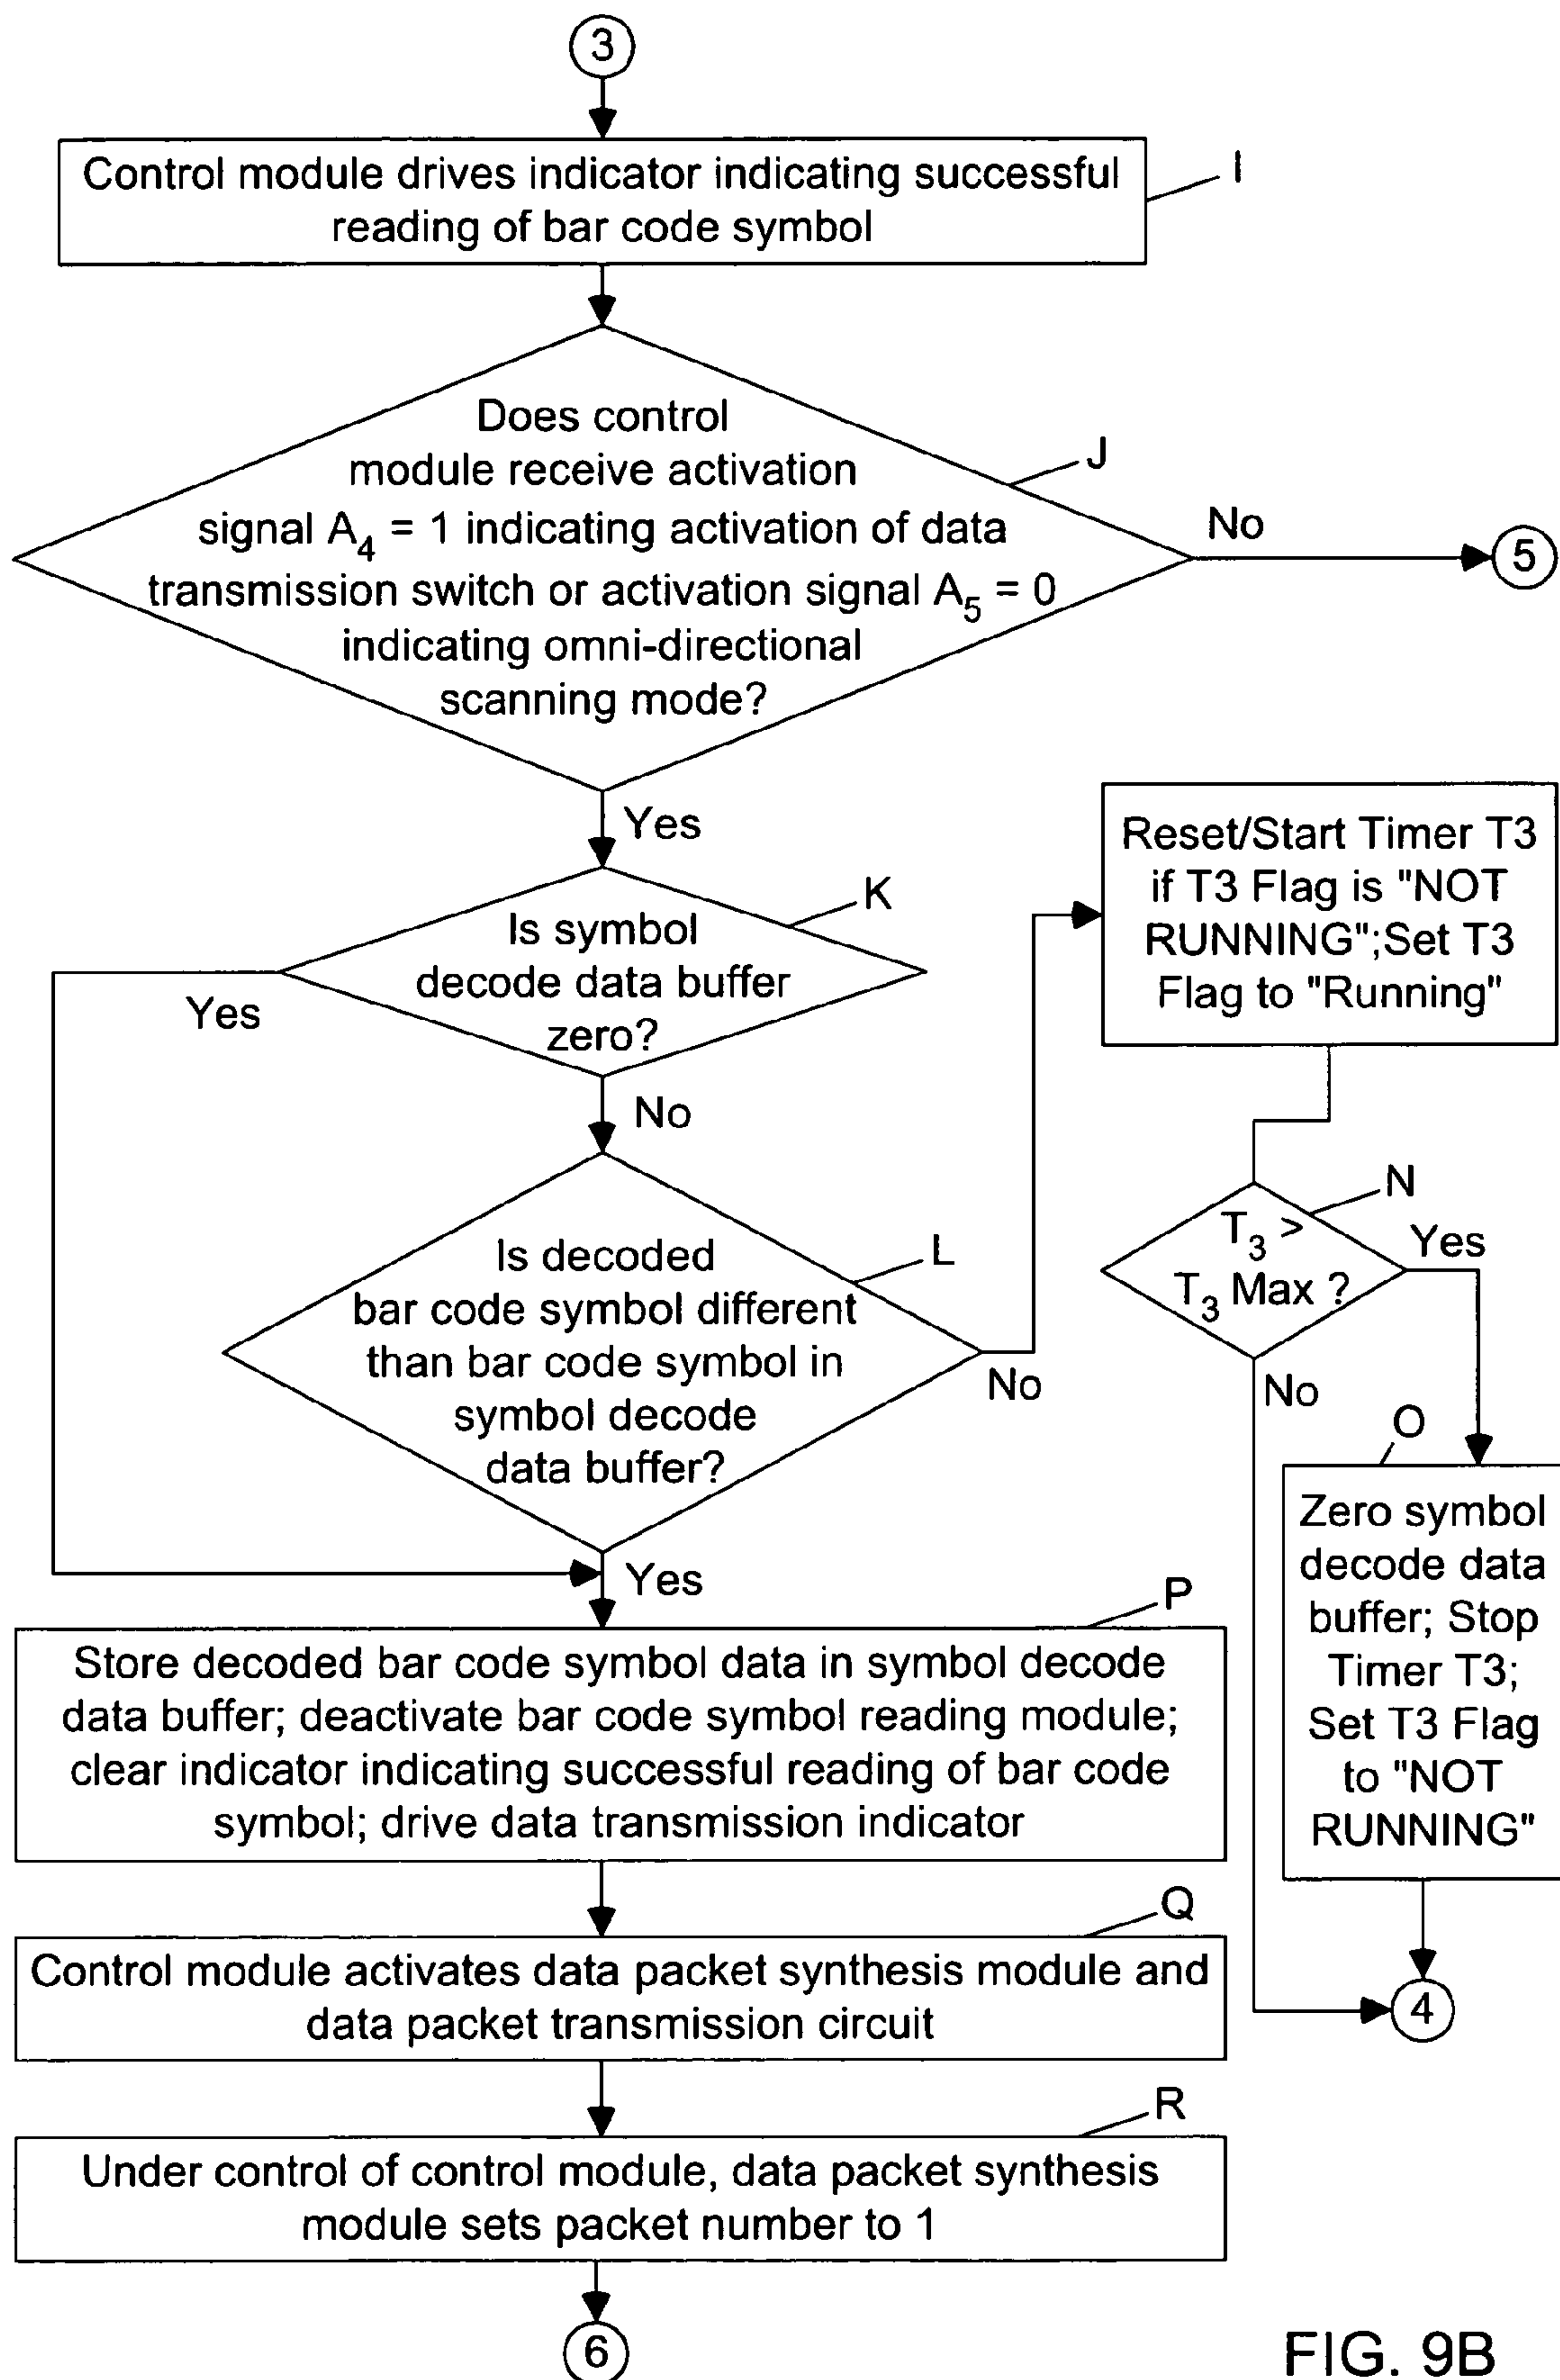 3
Control module drives indicator indicating successful
reading of bar code symbol
I
Does control
module receive activation
signal A4 = 1 indicating activation of data
transmission switch or activation signal A5 = 0
indicating omni-directional
scanning mode?
J
No
5
Yes
Is symbol
decode data buffer
zero?
K
Yes
No
Reset/Start Timer T3
if T3 Flag is "NOT
RUNNING";Set T3
Flag to "Running"
Is decoded
bar code symbol different
than bar code symbol in
symbol decode
data buffer?
L
No
Yes
T3 >
T3 Max ?
N
Yes
No
O
Zero symbol
decode data
buffer; Stop
Timer T3;
Set T3 Flag
to "NOT
RUNNING"
4
P
Store decoded bar code symbol data in symbol decode
data buffer; deactivate bar code symbol reading module;
clear indicator indicating successful reading of bar code
symbol; drive data transmission indicator
Q
Control module activates data packet synthesis module and
data packet transmission circuit
R
Under control of control module, data packet synthesis
module sets packet number to 1
6
FIG. 9B